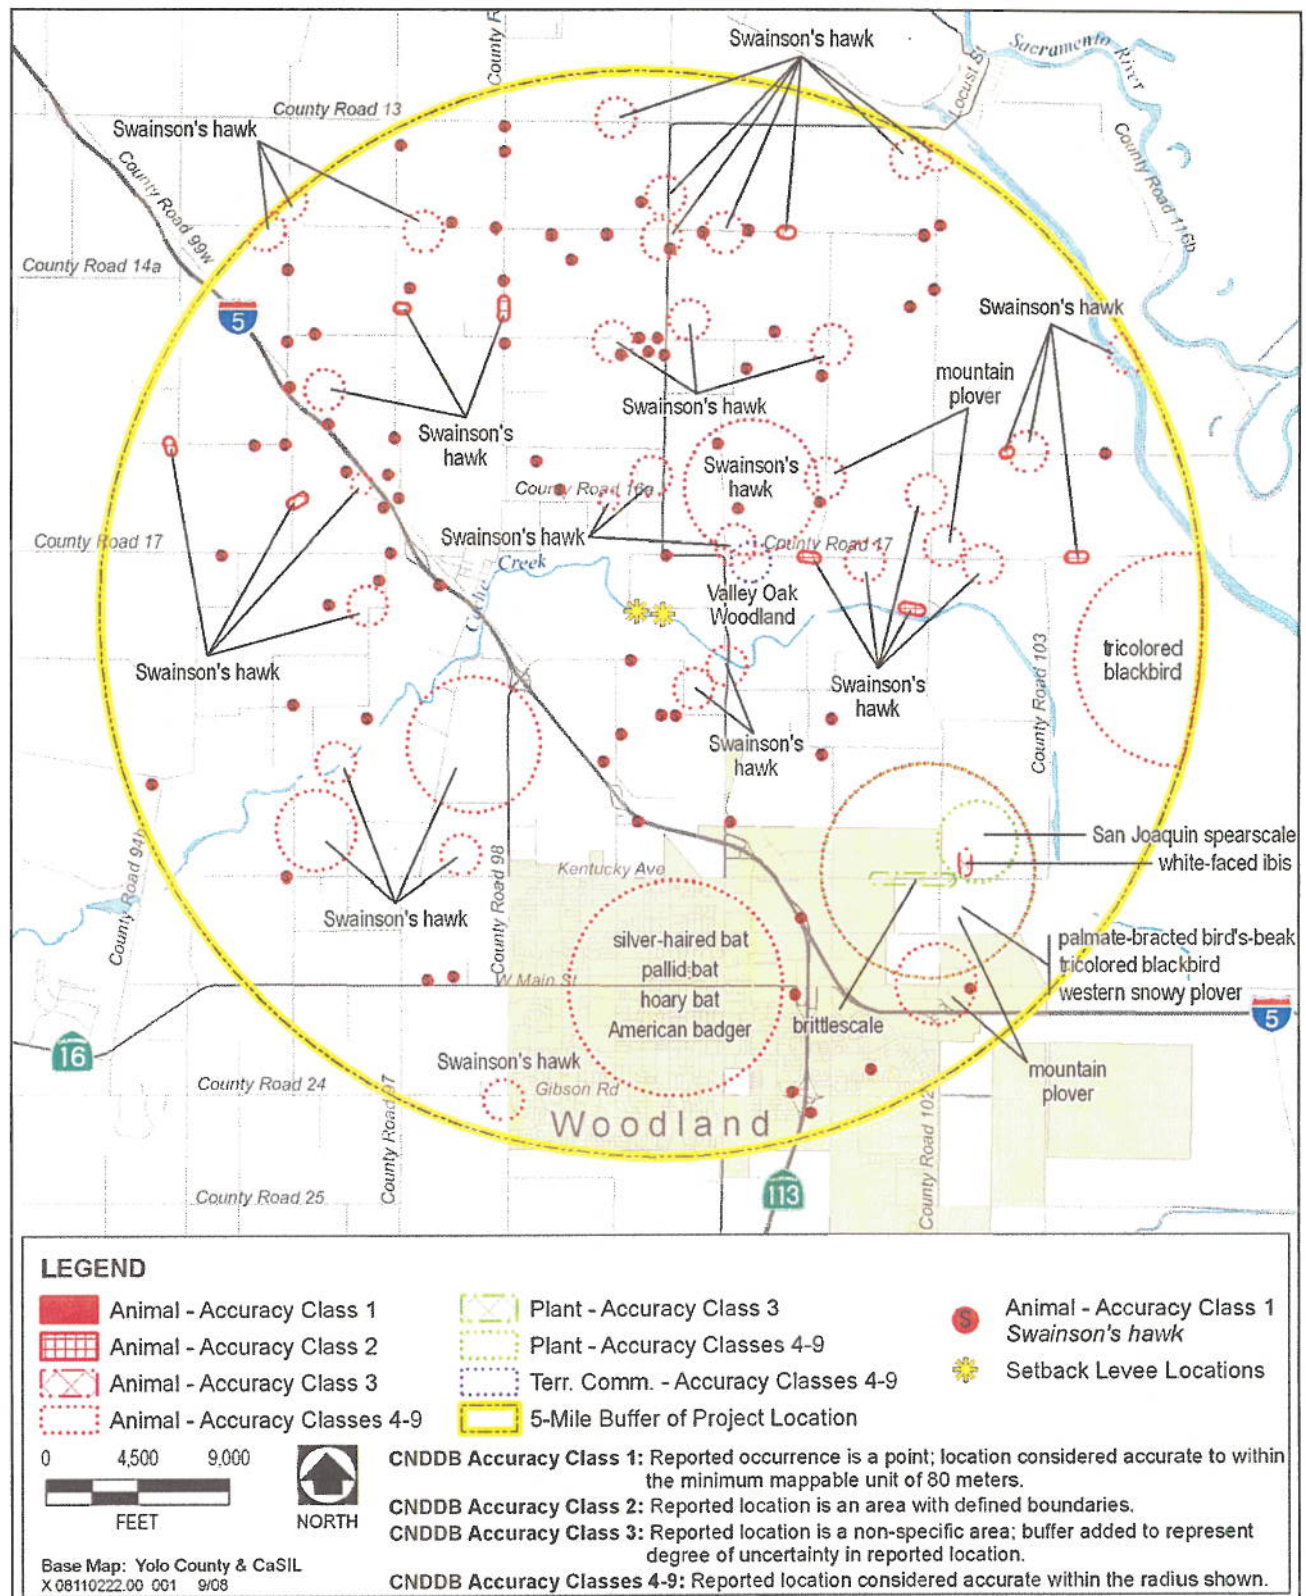 County R
Swainson's hawk
Sacramento River
Locust St
County Road 13
Swainson's hawk
County Road 99w
County Road 116b
County Road 14a
5
Swainson's hawk
mountain
plover
Swainson's hawk
Swainson's
hawk
Swainson's
hawk
County Road 16a
Swainson's hawk
County Road 17
County Road 17
Cache Creek
Valley Oak
Woodland
Swainson's hawk
tricolored
blackbird
Swainson's
hawk
County Road 103
Swainson's
hawk
San Joaquin spearscale
white-faced ibis
Kentucky Ave
County Road 94b
County Road 98
Swainson's hawk
silver-haired bat
pallid bat
hoary bat
American badger
palmate-bracted bird's-beak
tricolored blackbird
western snowy plover
W Main St
brittlescale
5
16
Swainson's hawk
mountain
plover
County Road 24
Gibson Rd
County Road 97
Woodland
County Road 102
113
County Road 25
LEGEND
Animal - Accuracy Class 1
Animal - Accuracy Class 2
Animal - Accuracy Class 3
Animal - Accuracy Classes 4-9
Plant - Accuracy Class 3
Plant - Accuracy Classes 4-9
Terr. Comm. - Accuracy Classes 4-9
5-Mile Buffer of Project Location
S
Animal - Accuracy Class 1
Swainson's hawk
Setback Levee Locations
0 4,500 9,000
FEET
NORTH
Base Map: Yolo County & CaSIL
X 08110222.00 001 9/08
CNDDB Accuracy Class 1: Reported occurrence is a point; location considered accurate to within
the minimum mappable unit of 80 meters.
CNDDB Accuracy Class 2: Reported location is an area with defined boundaries.
CNDDB Accuracy Class 3: Reported location is a non-specific area; buffer added to represent
degree of uncertainty in reported location.
CNDDB Accuracy Classes 4-9: Reported location considered accurate within the radius shown.